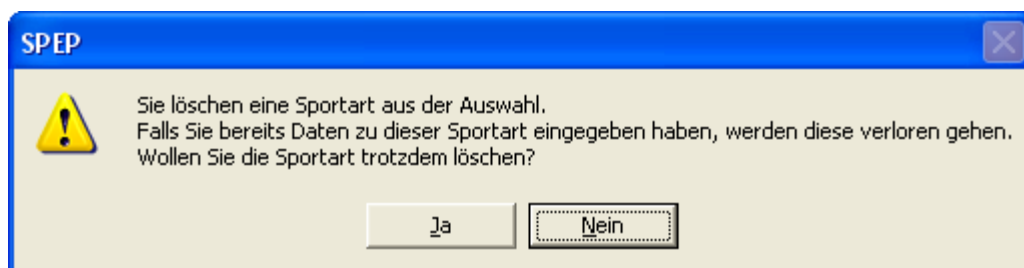 SPEP
Sie löschen eine Sportart aus der Auswahl.
Falls Sie bereits Daten zu dieser Sportart eingegeben haben, werden diese verloren gehen.
Wollen Sie die Sportart trotzdem löschen?
Ja
Nein